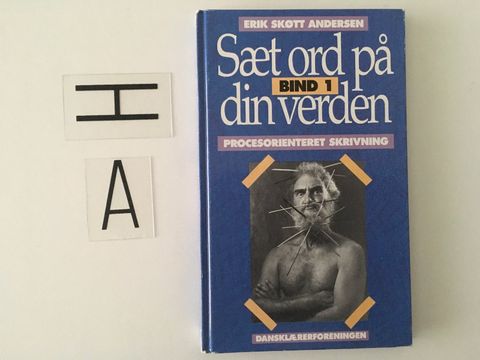 H
A
ERIK SKØTT ANDERSEN
Sæt ord på
BIND 1
din verden
PROCESORIENTERET SKRIVNING
DANSKLÆRERFORENINGEN